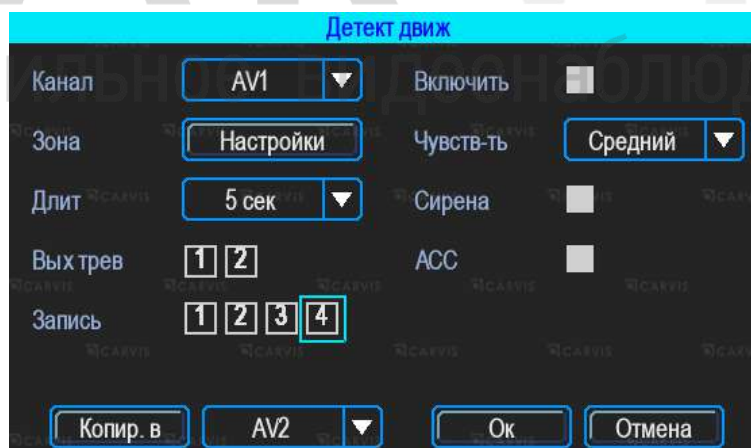 Детект движ
Канал AV1 Включить
Зона Настройки Чувств-ть Средний
Длит 5 сек Сирена
Вых трев 1 2 ACC
Запись 1 2 3 4
Копир. в AV2 Ок Отмена
CARVIS